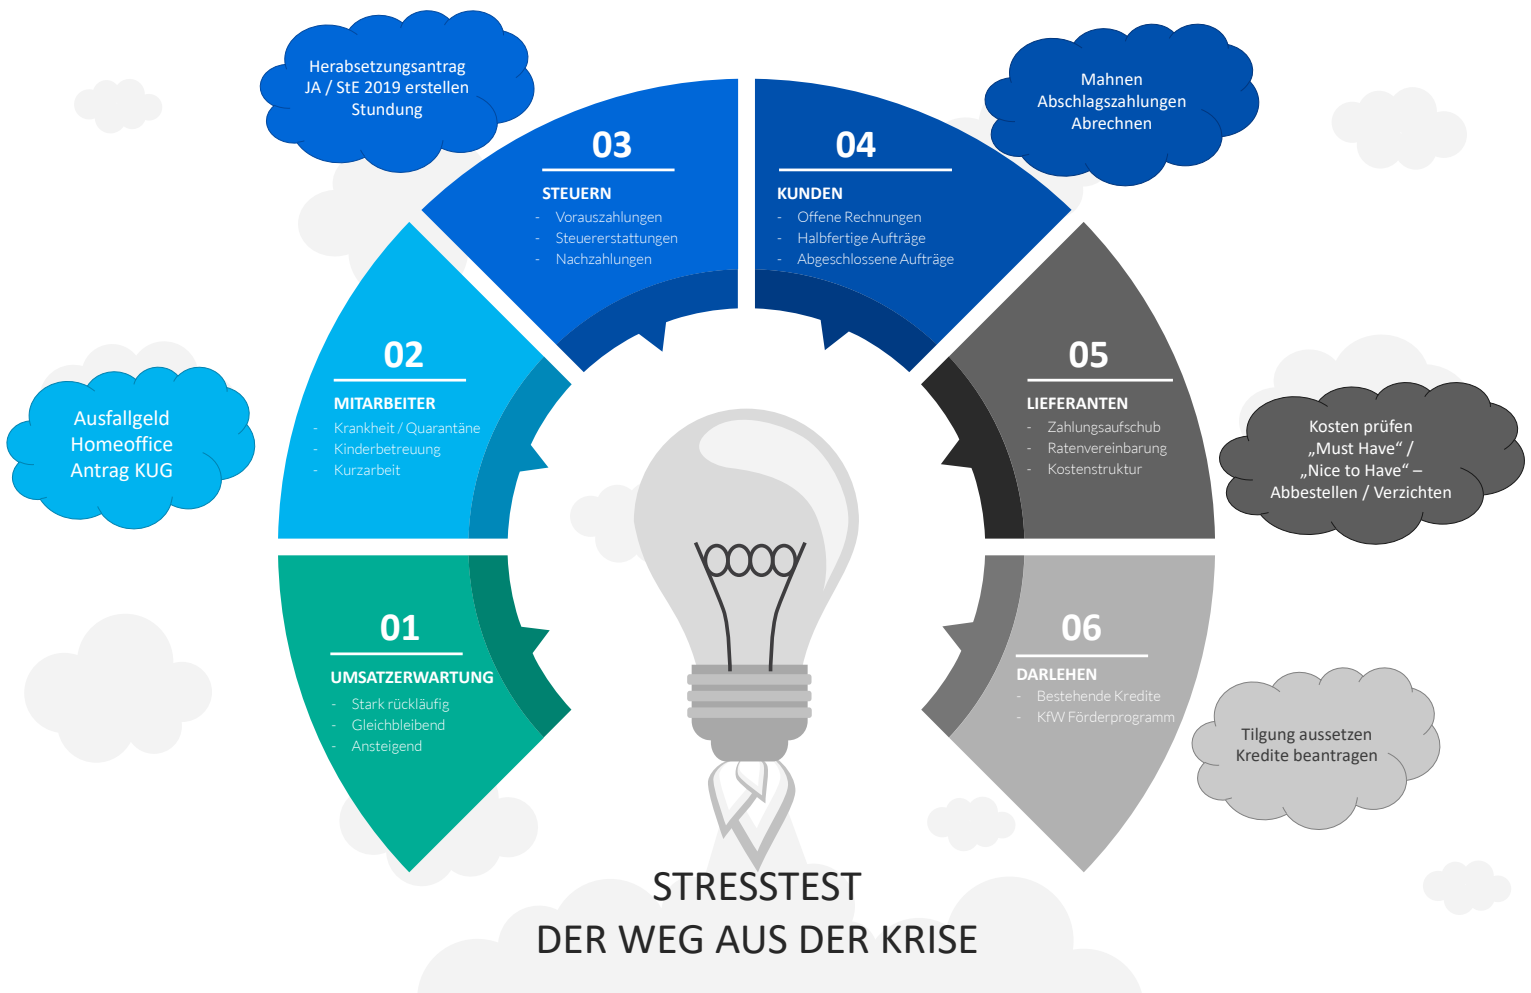 Herabsetzungsantrag
JA / StE 2019 erstellen
Stundung
Mahnen
Abschlagszahlungen
Abrechnen
03
STEUERN
- Vorauszahlungen
- Steuererstattungen
- Nachzahlungen
04
KUNDEN
- Offene Rechnungen
- Halbfertige Aufträge
- Abgeschlossene Aufträge
Ausfallgeld
Homeoffice
Antrag KUG
02
MITARBEITER
- Krankheit / Quarantäne
- Kinderbetreuung
- Kurzarbeit
05
LIEFERANTEN
- Zahlungsaufschub
- Ratenvereinbarung
- Kostenstruktur
Kosten prüfen
„Must Have“ /
„Nice to Have“ –
Abbestellen / Verzichten
01
UMSATZERWARTUNG
- Stark rückläufig
- Gleichbleibend
- Ansteigend
06
DARLEHEN
- Bestehende Kredite
- KfW Förderprogramm
Tilgung aussetzen
Kredite beantragen
STRESSTEST
DER WEG AUS DER KRISE